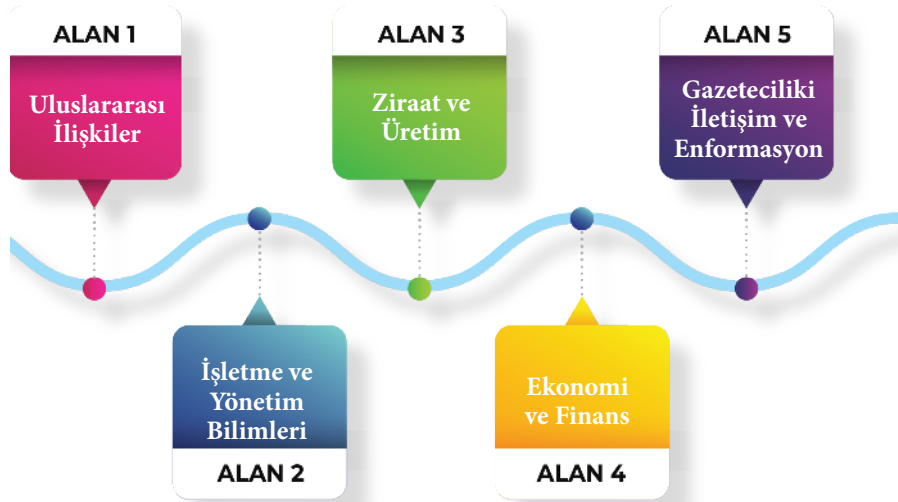 ALAN 1
Uluslararası
İlişkiler
İşletme ve
Yönetim
Bilimleri
ALAN 2
ALAN 3
Ziraat ve
Üretim
Ekonomi
ve Finans
ALAN 4
ALAN 5
Gazeteciliki
İletişim ve
Enformasyon